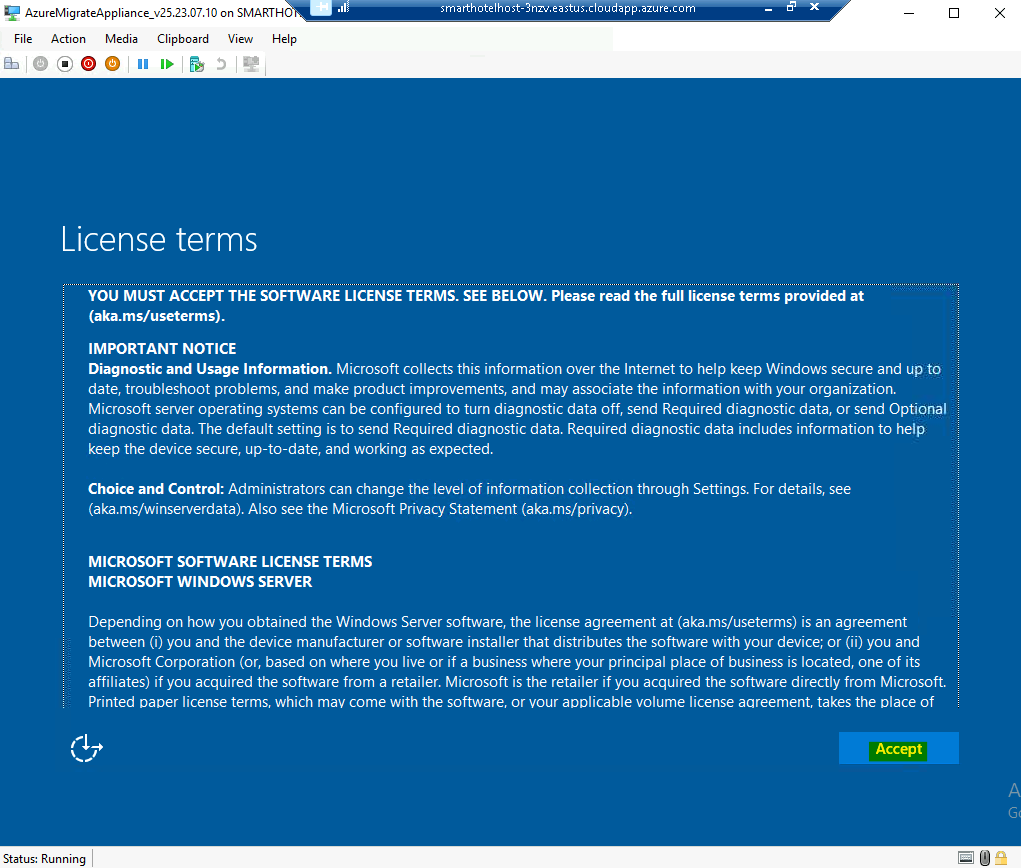 AzureMigrateAppliance_v25.23.07.10 on SMARTHOT
smarthotelhost-3nzv.eastus.cloudapp.azure.com
File Action Media Clipboard View Help
License terms
YOU MUST ACCEPT THE SOFTWARE LICENSE TERMS. SEE BELOW. Please read the full license terms provided at
(aka.ms/useterms).
IMPORTANT NOTICE
Diagnostic and Usage Information. Microsoft collects this information over the Internet to help keep Windows secure and up to
date, troubleshoot problems, and make product improvements, and may associate the information with your organization.
Microsoft server operating systems can be configured to turn diagnostic data off, send Required diagnostic data, or send Optional
diagnostic data. The default setting is to send Required diagnostic data. Required diagnostic data includes information to help
keep the device secure, up-to-date, and working as expected.
Choice and Control: Administrators can change the level of information collection through Settings. For details, see
(aka.ms/winserverdata). Also see the Microsoft Privacy Statement (aka.ms/privacy).
MICROSOFT SOFTWARE LICENSE TERMS
MICROSOFT WINDOWS SERVER
Depending on how you obtained the Windows Server software, the license agreement at (aka.ms/useterms) is an agreement
between (i) you and the device manufacturer or software installer that distributes the software with your device; or (ii) you and
Microsoft Corporation (or, based on where you live or if a business where your principal place of business is located, one of its
affiliates) if you acquired the software from a retailer. Microsoft is the retailer if you acquired the software directly from Microsoft.
Printed paper license terms, which may come with the software, or your applicable volume license agreement, takes the place of
Accept
A
Status: Running